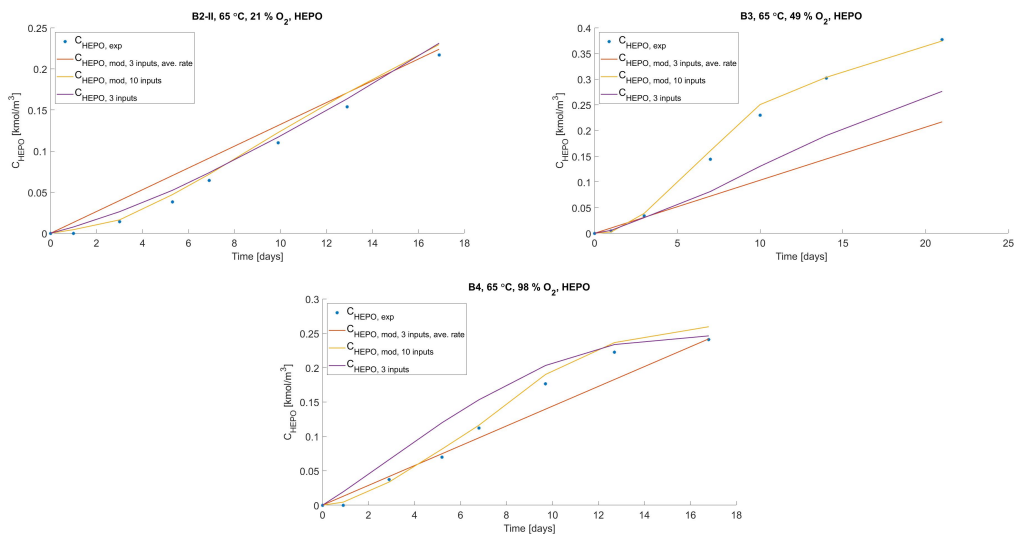 B2-II, 65 °C, 21 % O2, HEPO
0.25
0.2
0.15
0.1
0.05
0
CHEPO [kmol/m3]
CHEPO, exp
CHEPO, mod, 3 inputs, ave. rate
CHEPO, mod, 10 inputs
CHEPO, 3 inputs
0 2 4 6 8 10 12 14 16 18
Time [days]
B3, 65 °C, 49 % O2, HEPO
0.4
0.35
0.3
0.25
0.2
0.15
0.1
0.05
0
CHEPO [kmol/m3]
CHEPO, exp
CHEPO, mod, 3 inputs, ave. rate
CHEPO, mod, 10 inputs
CHEPO, 3 inputs
0 5 10 15 20 25
Time [days]
B4, 65 °C, 98 % O2, HEPO
0.3
0.25
0.2
0.15
0.1
0.05
0
CHEPO [kmol/m3]
CHEPO, exp
CHEPO, mod, 3 inputs, ave. rate
CHEPO, mod, 10 inputs
CHEPO, 3 inputs
0 2 4 6 8 10 12 14 16 18
Time [days]